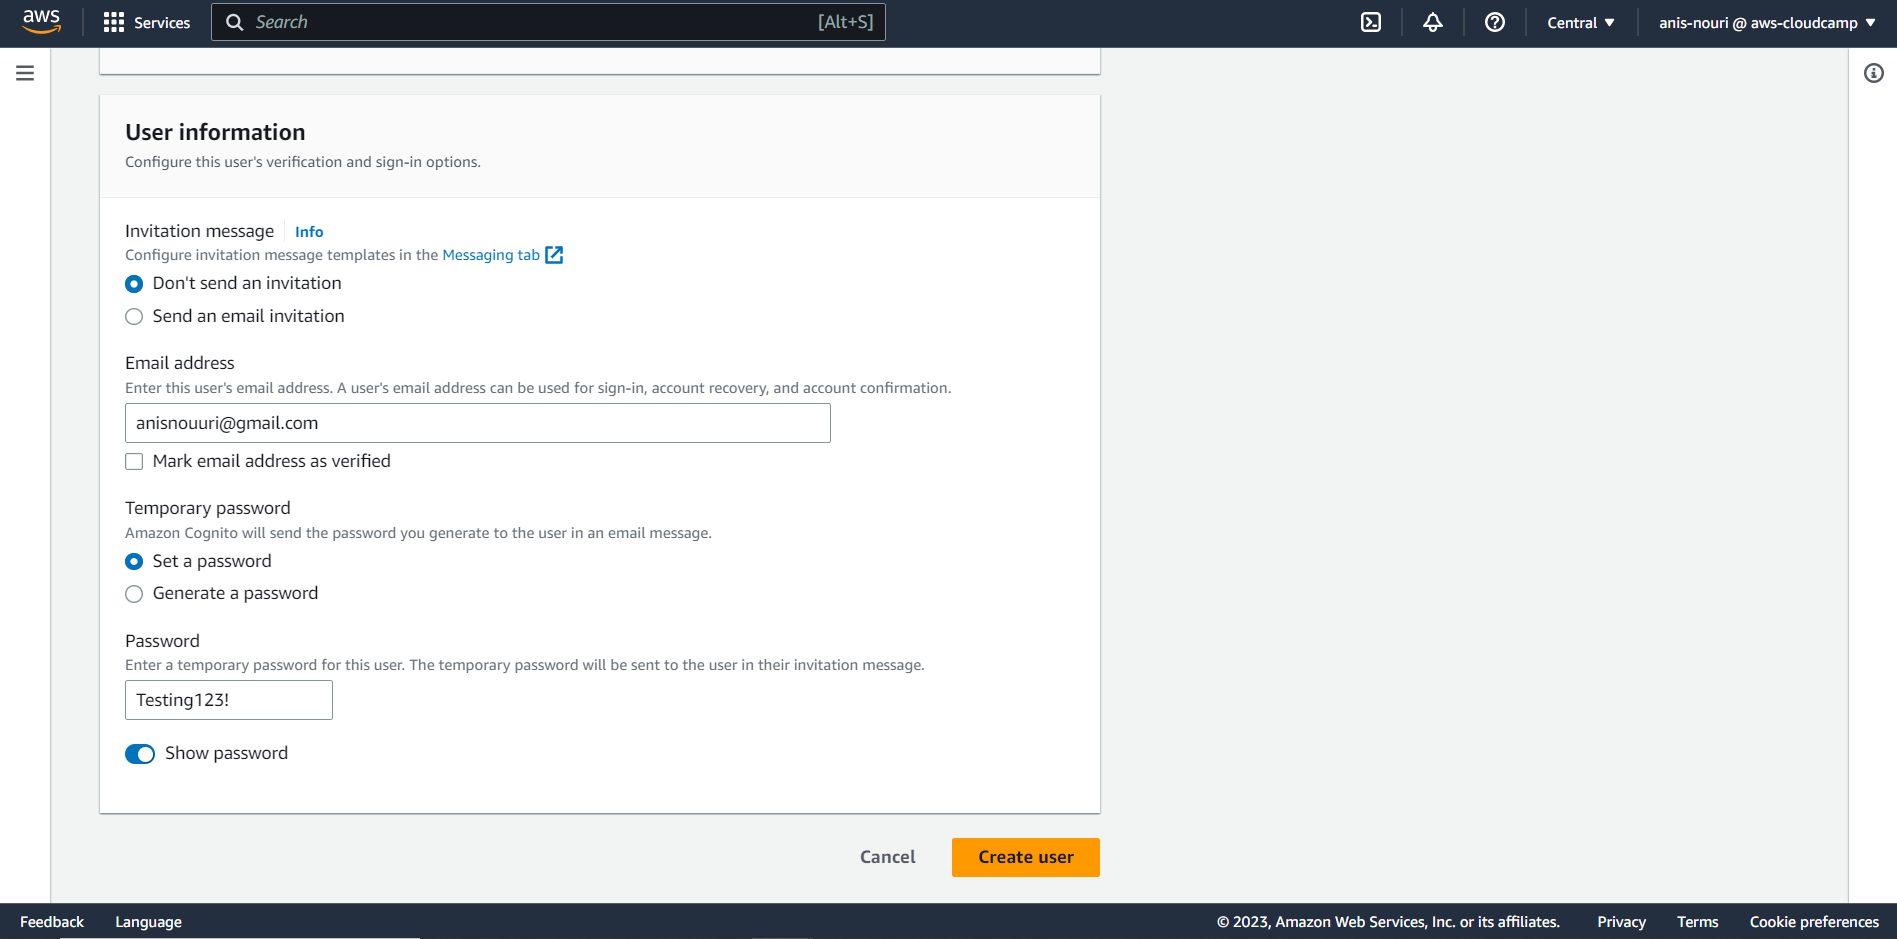 aws Services Search [Alt+S] Central anis-nouri @ aws-cloudcamp
User information
Configure this user's verification and sign-in options.
Invitation message Info
Configure invitation message templates in the Messaging tab
Don't send an invitation
Send an email invitation
Email address
Enter this user's email address. A user's email address can be used for sign-in, account recovery, and account confirmation.
anisnouuri@gmail.com
Mark email address as verified
Temporary password
Amazon Cognito will send the password you generate to the user in an email message.
Set a password
Generate a password
Password
Enter a temporary password for this user. The temporary password will be sent to the user in their invitation message.
Testing123!
Show password
Cancel Create user
Feedback Language © 2023, Amazon Web Services, Inc. or its affiliates. Privacy Terms Cookie preferences